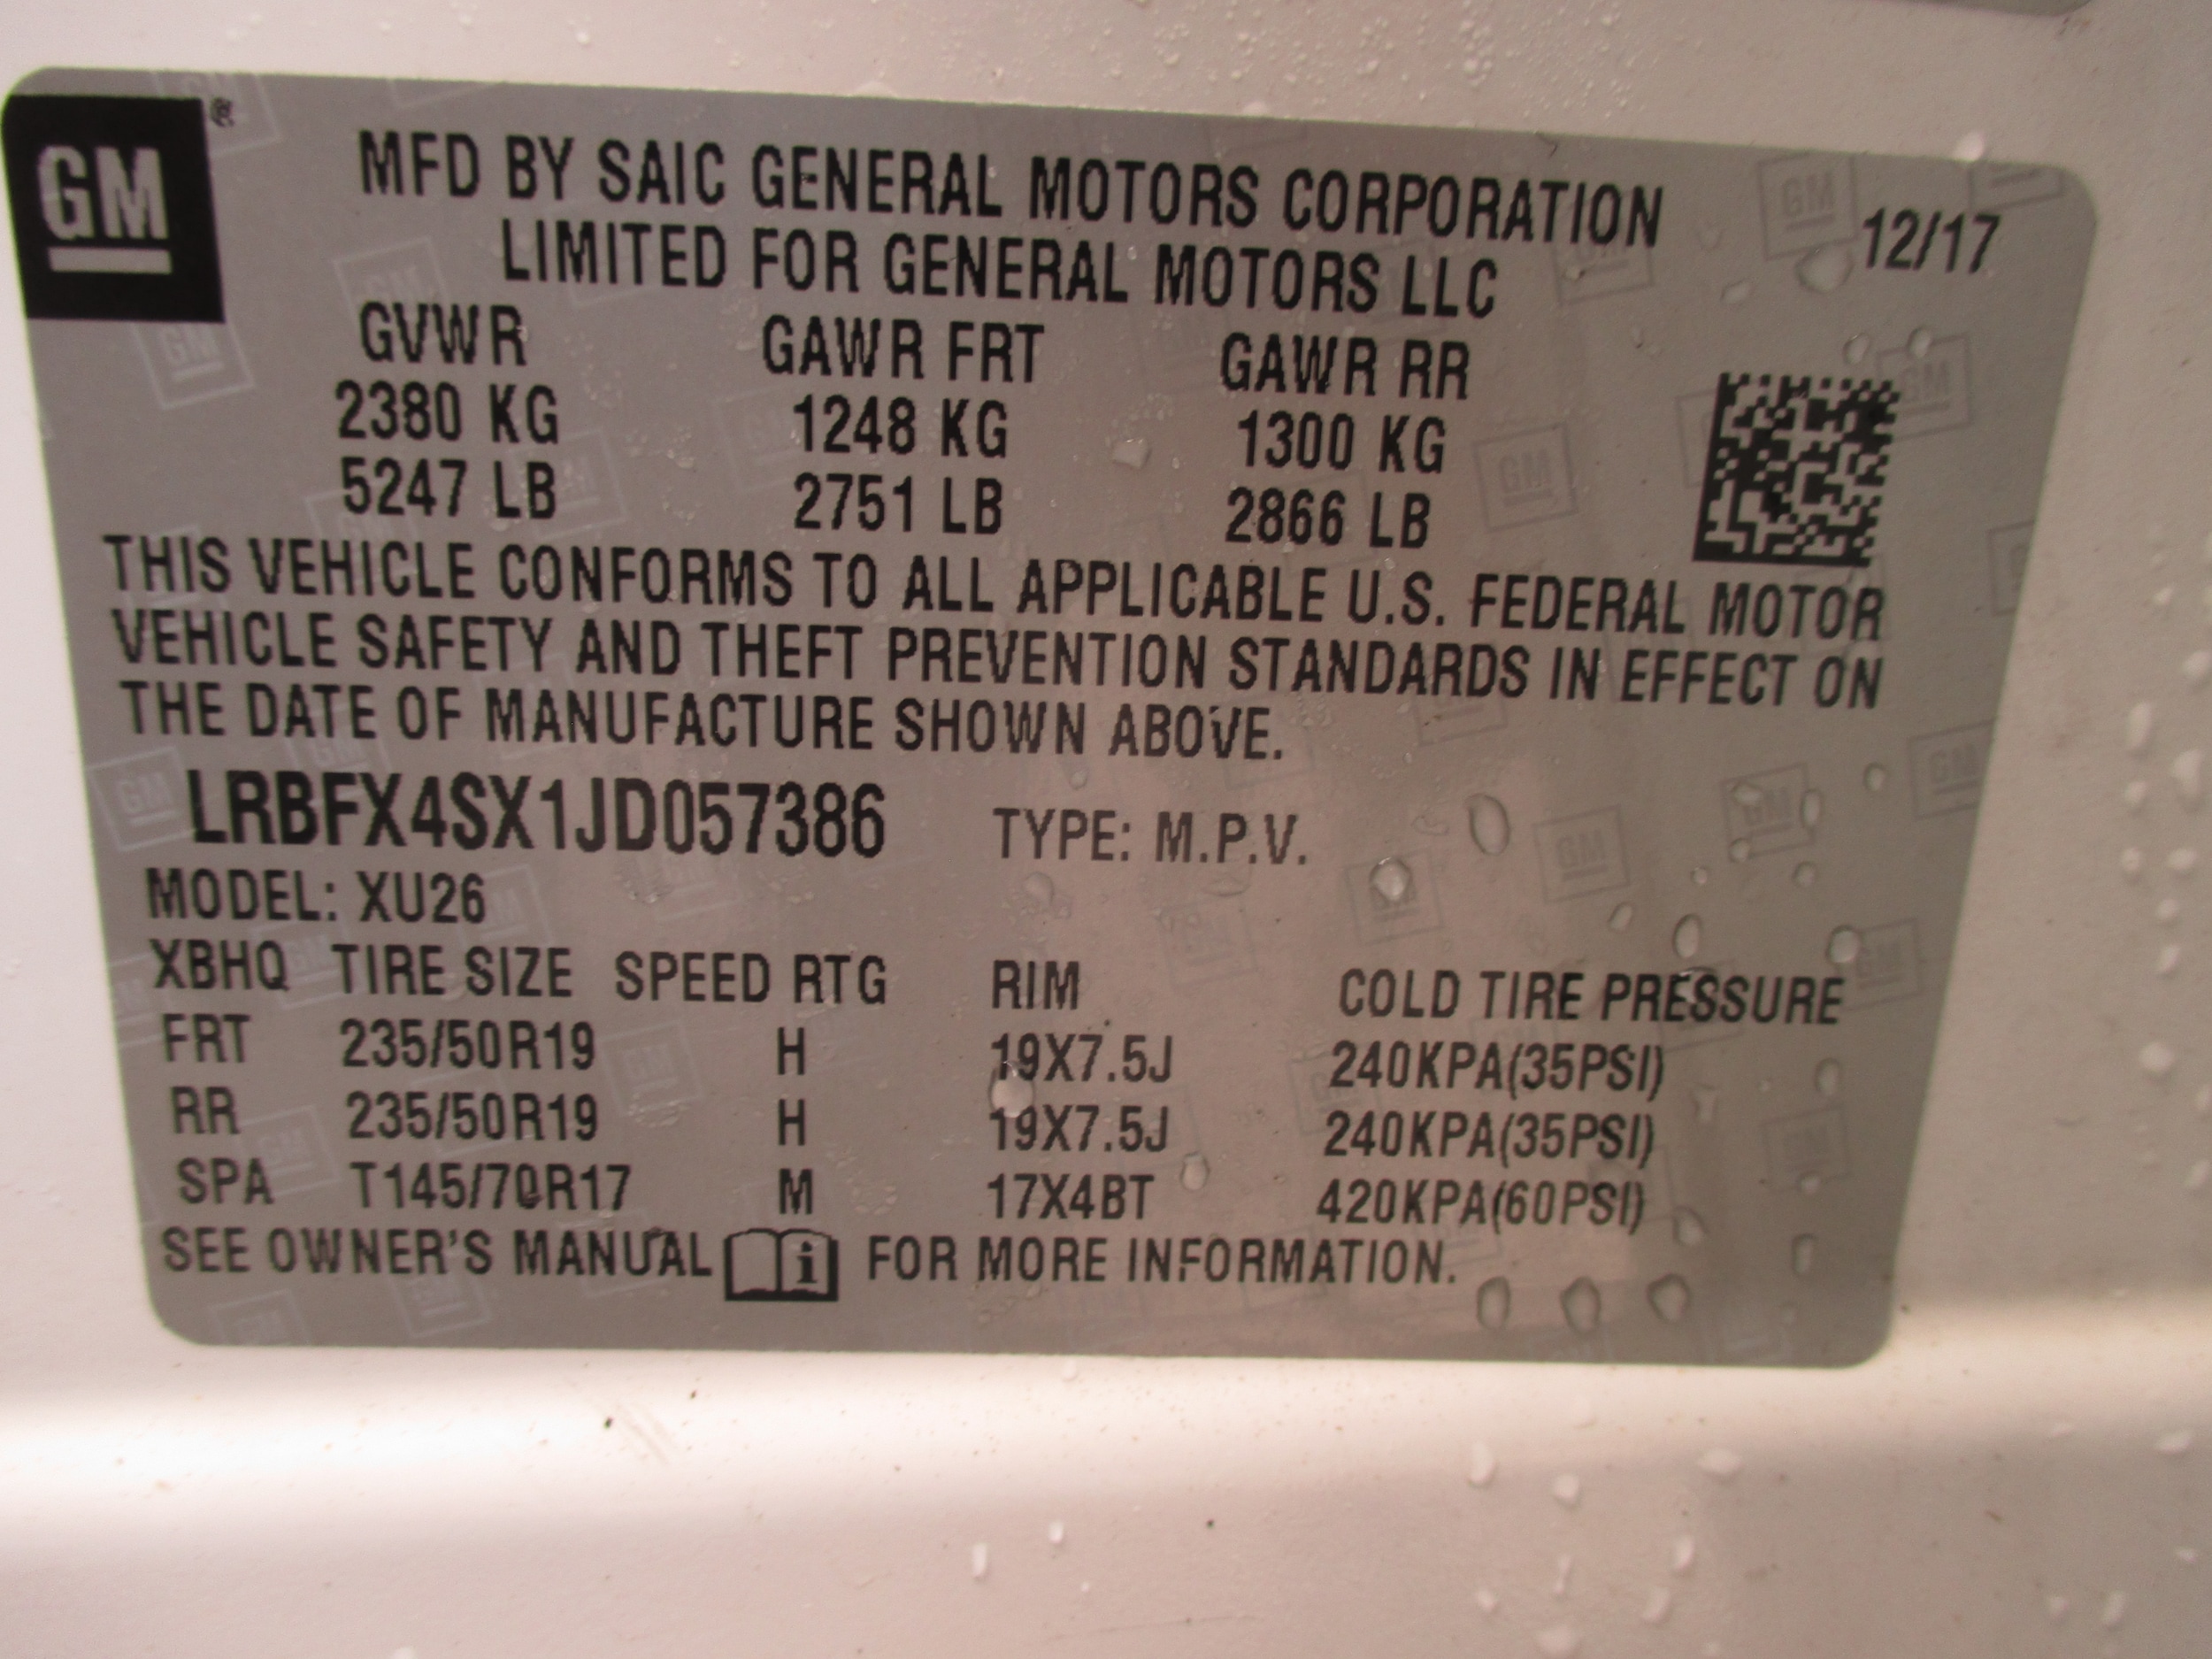 GM ®
MFD BY SAIC GENERAL MOTORS CORPORATION
LIMITED FOR GENERAL MOTORS LLC
12/17
GVWR GAWR FRT GAWR RR
2380 KG 1248 KG 1300 KG
5247 LB 2751 LB 2866 LB
THIS VEHICLE CONFORMS TO ALL APPLICABLE U.S. FEDERAL MOTOR
VEHICLE SAFETY AND THEFT PREVENTION STANDARDS IN EFFECT ON
THE DATE OF MANUFACTURE SHOWN ABOVE.
LRBFX4SX1JD057386 TYPE: M.P.V.
MODEL: XU26
XBHQ TIRE SIZE SPEED RTG RIM COLD TIRE PRESSURE
FRT 235/50R19 H 19X7.5J 240KPA(35PSI)
RR 235/50R19 H 19X7.5J 240KPA(35PSI)
SPA T145/70R17 M 17X4BT 420KPA(60PSI)
SEE OWNER'S MANUAL i FOR MORE INFORMATION.